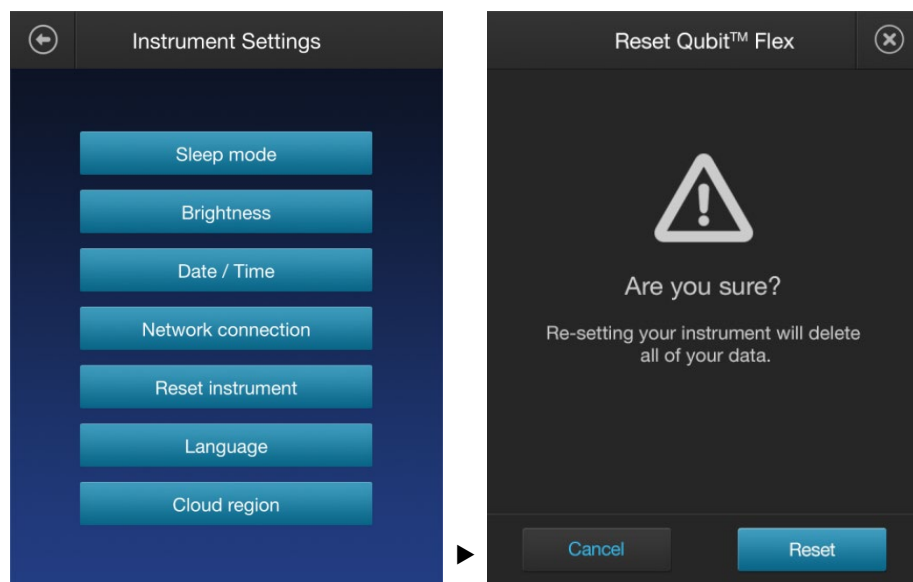 Instrument Settings
Sleep mode
Brightness
Date / Time
Network connection
Reset instrument
Language
Cloud region
Reset Qubit™ Flex
Are you sure?
Re-setting your instrument will delete
all of your data.
Cancel
Reset